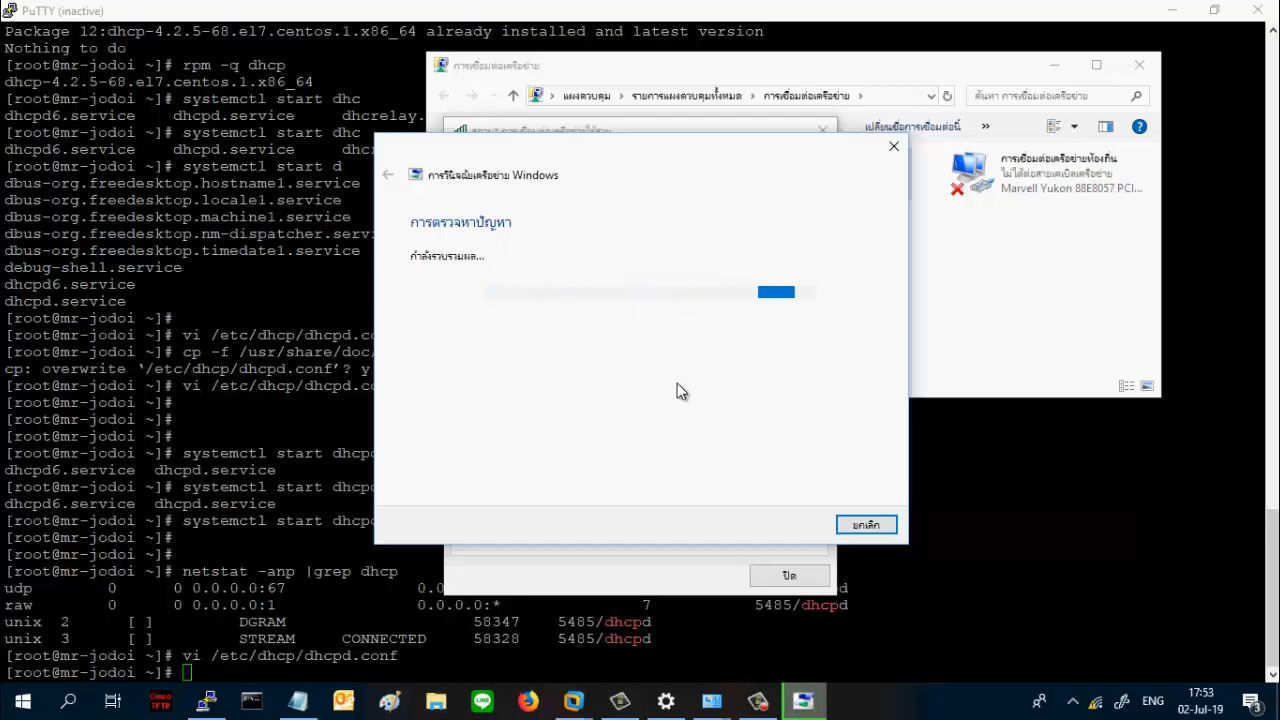 PuTTY (inactive)
Package 12:dhcp-4.2.5-68.el7.centos.1.x86_64 already installed and latest version
Nothing to do
[root@mr-jodoi ~]# rpm -q dhcp
dhcp-4.2.5-68.el7.centos.1.x86_64
[root@mr-jodoi ~]# systemctl start dhc
dhcpd6.service    dhcpd.service     dhcrelay.
[root@mr-jodoi ~]# systemctl start dhc
dhcpd6.service    dhcpd.service
[root@mr-jodoi ~]# systemctl start d
dbus-org.freedesktop.hostname1.service
dbus-org.freedesktop.locale1.service
dbus-org.freedesktop.machine1.service
dbus-org.freedesktop.nm-dispatcher.servi
dbus-org.freedesktop.timedate1.service
debug-shell.service
dhcpd6.service
dhcpd.service
[root@mr-jodoi ~]#
[root@mr-jodoi ~]# vi /etc/dhcp/dhcpd.co
[root@mr-jodoi ~]# cp -f /usr/share/doc/
cp: overwrite ‘/etc/dhcp/dhcpd.conf’? y
[root@mr-jodoi ~]# vi /etc/dhcp/dhcpd.co
[root@mr-jodoi ~]#
[root@mr-jodoi ~]#
[root@mr-jodoi ~]#
[root@mr-jodoi ~]# systemctl start dhcpd
dhcpd6.service  dhcpd.service
[root@mr-jodoi ~]# systemctl start dhcpd
dhcpd6.service  dhcpd.service
[root@mr-jodoi ~]# systemctl start dhcpd
[root@mr-jodoi ~]#
[root@mr-jodoi ~]#
[root@mr-jodoi ~]# netstat -anp |grep dhcp
udp 0 0 0.0.0.0:67 0.0
raw 0 0 0.0.0.0:1 0.0.0.0:* 7 5485/dhcpd
unix 2 [ ] DGRAM 58347 5485/dhcpd
unix 3 [ ] STREAM CONNECTED 58328 5485/dhcpd
[root@mr-jodoi ~]# vi /etc/dhcp/dhcpd.conf
[root@mr-jodoi ~]#
การเชื่อมต่อเครือข่าย
แผงควบคุม › รายการแผงควบคุมทั้งหมด › การเชื่อมต่อเครือข่าย ›
ค้นหา การเชื่อมต่อเครือข่าย
เปลี่ยนชื่อการเชื่อมต่อนี้ »
การเชื่อมต่อเครือข่ายท้องถิ่น
ไม่ได้ต่อสายเคเบิลเครือข่าย
Marvell Yukon 88E8057 PCI...
การวินิจฉัยเครือข่าย Windows
การตรวจหาปัญหา
กำลังรวบรวมผล...
ยกเลิก
ปิด
Cisco
TFTP
ENG
17:53
02-Jul-19
3